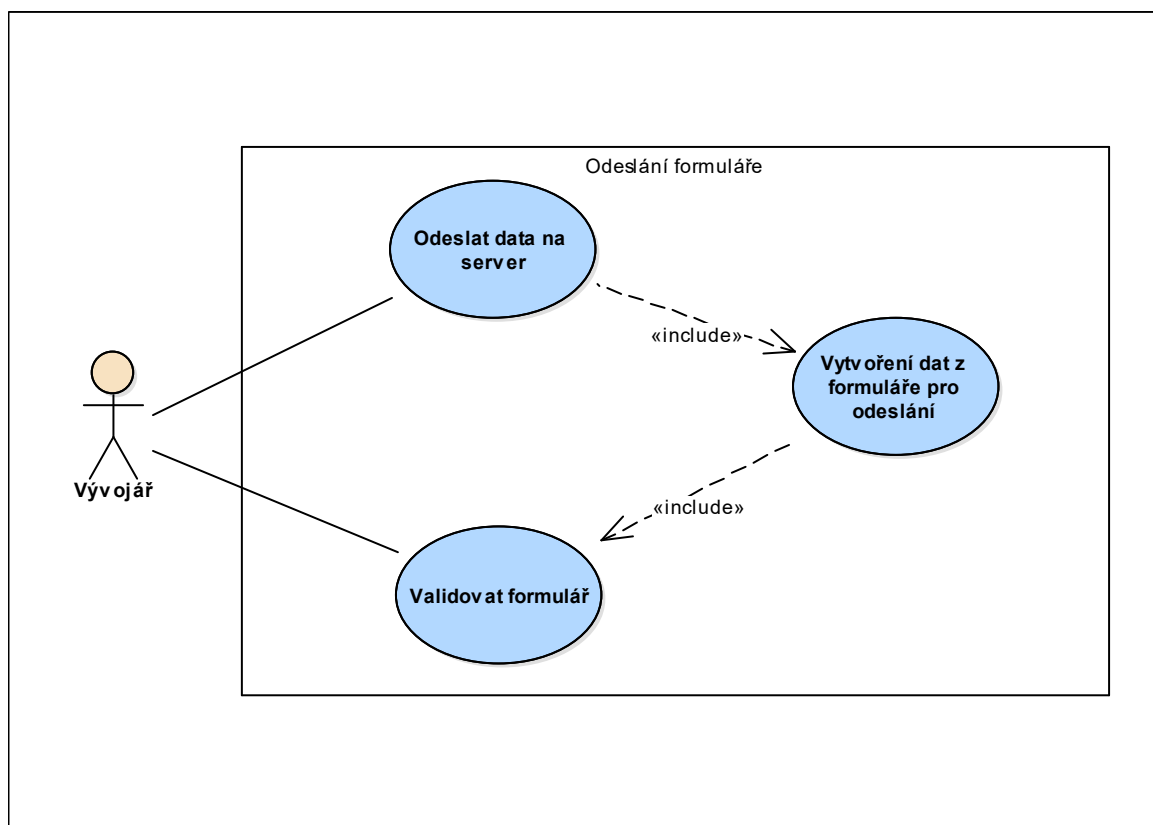 Odeslání formuláře
Odeslat data na
server
«include»
Vytvoření dat z
formuláře pro
odeslání
Vývojář
«include»
Validovat formulář